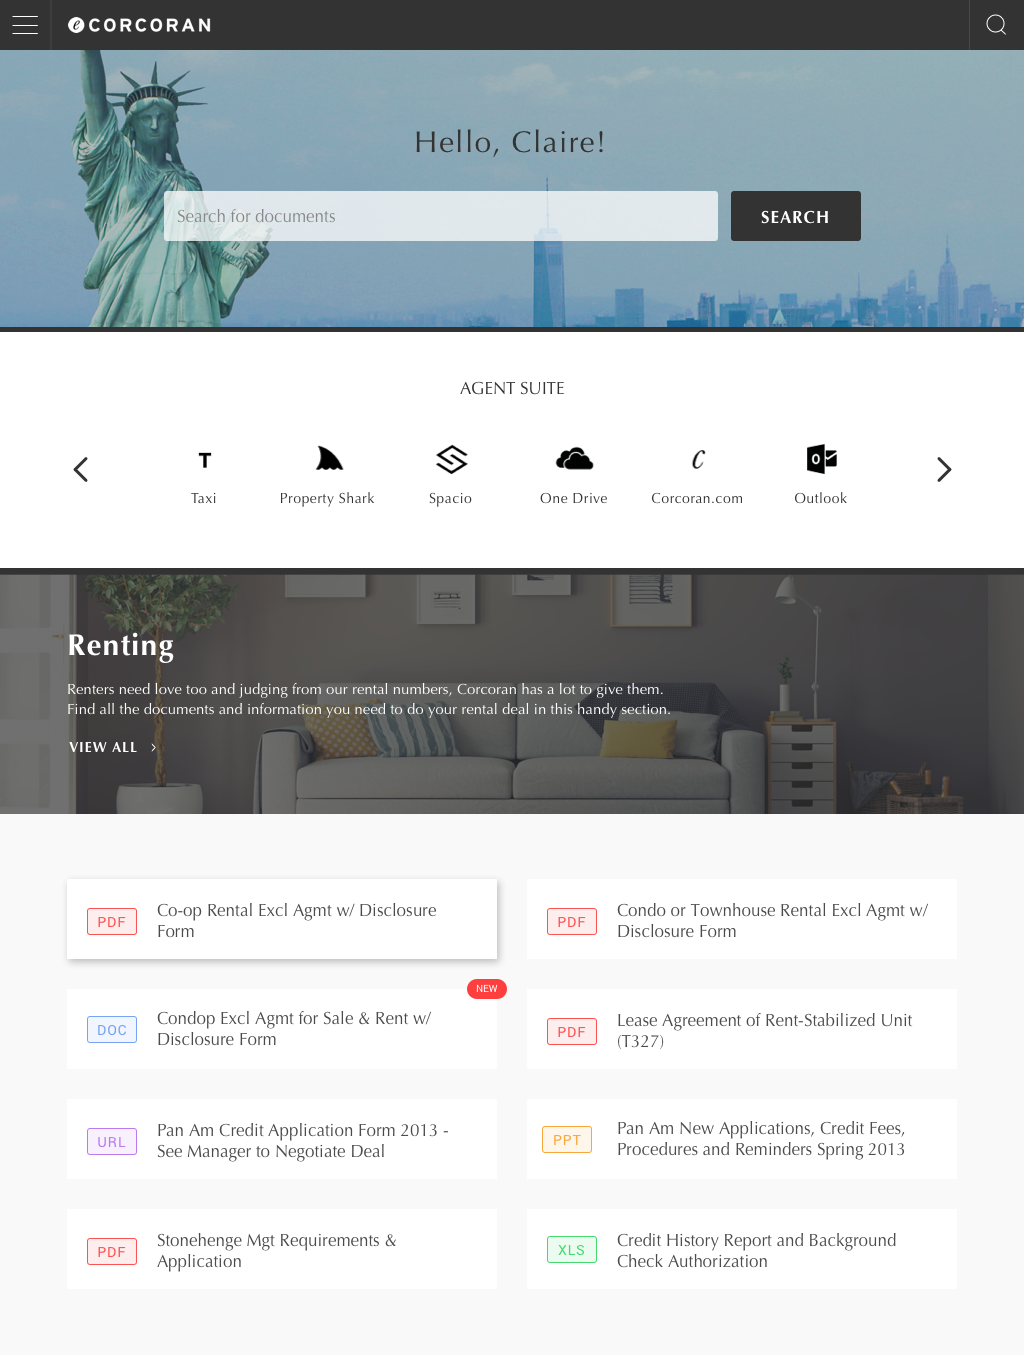 CORCORAN
Hello, Claire!
Search for documents
SEARCH
AGENT SUITE
T
Taxi
Property Shark
Spacio
One Drive
C
Corcoran.com
O
Outlook
Renting
Renters need love too and judging from our rental numbers, Corcoran has a lot to give them.
Find all the documents and information you need to do your rental deal in this handy section.
VIEW ALL
PDF
Co-op Rental Excl Agmt w/ Disclosure
Form
PDF
Condo or Townhouse Rental Excl Agmt w/
Disclosure Form
NEW
DOC
Condop Excl Agmt for Sale & Rent w/
Disclosure Form
PDF
Lease Agreement of Rent-Stabilized Unit
(T327)
URL
Pan Am Credit Application Form 2013 -
See Manager to Negotiate Deal
PPT
Pan Am New Applications, Credit Fees,
Procedures and Reminders Spring 2013
PDF
Stonehenge Mgt Requirements &
Application
XLS
Credit History Report and Background
Check Authorization